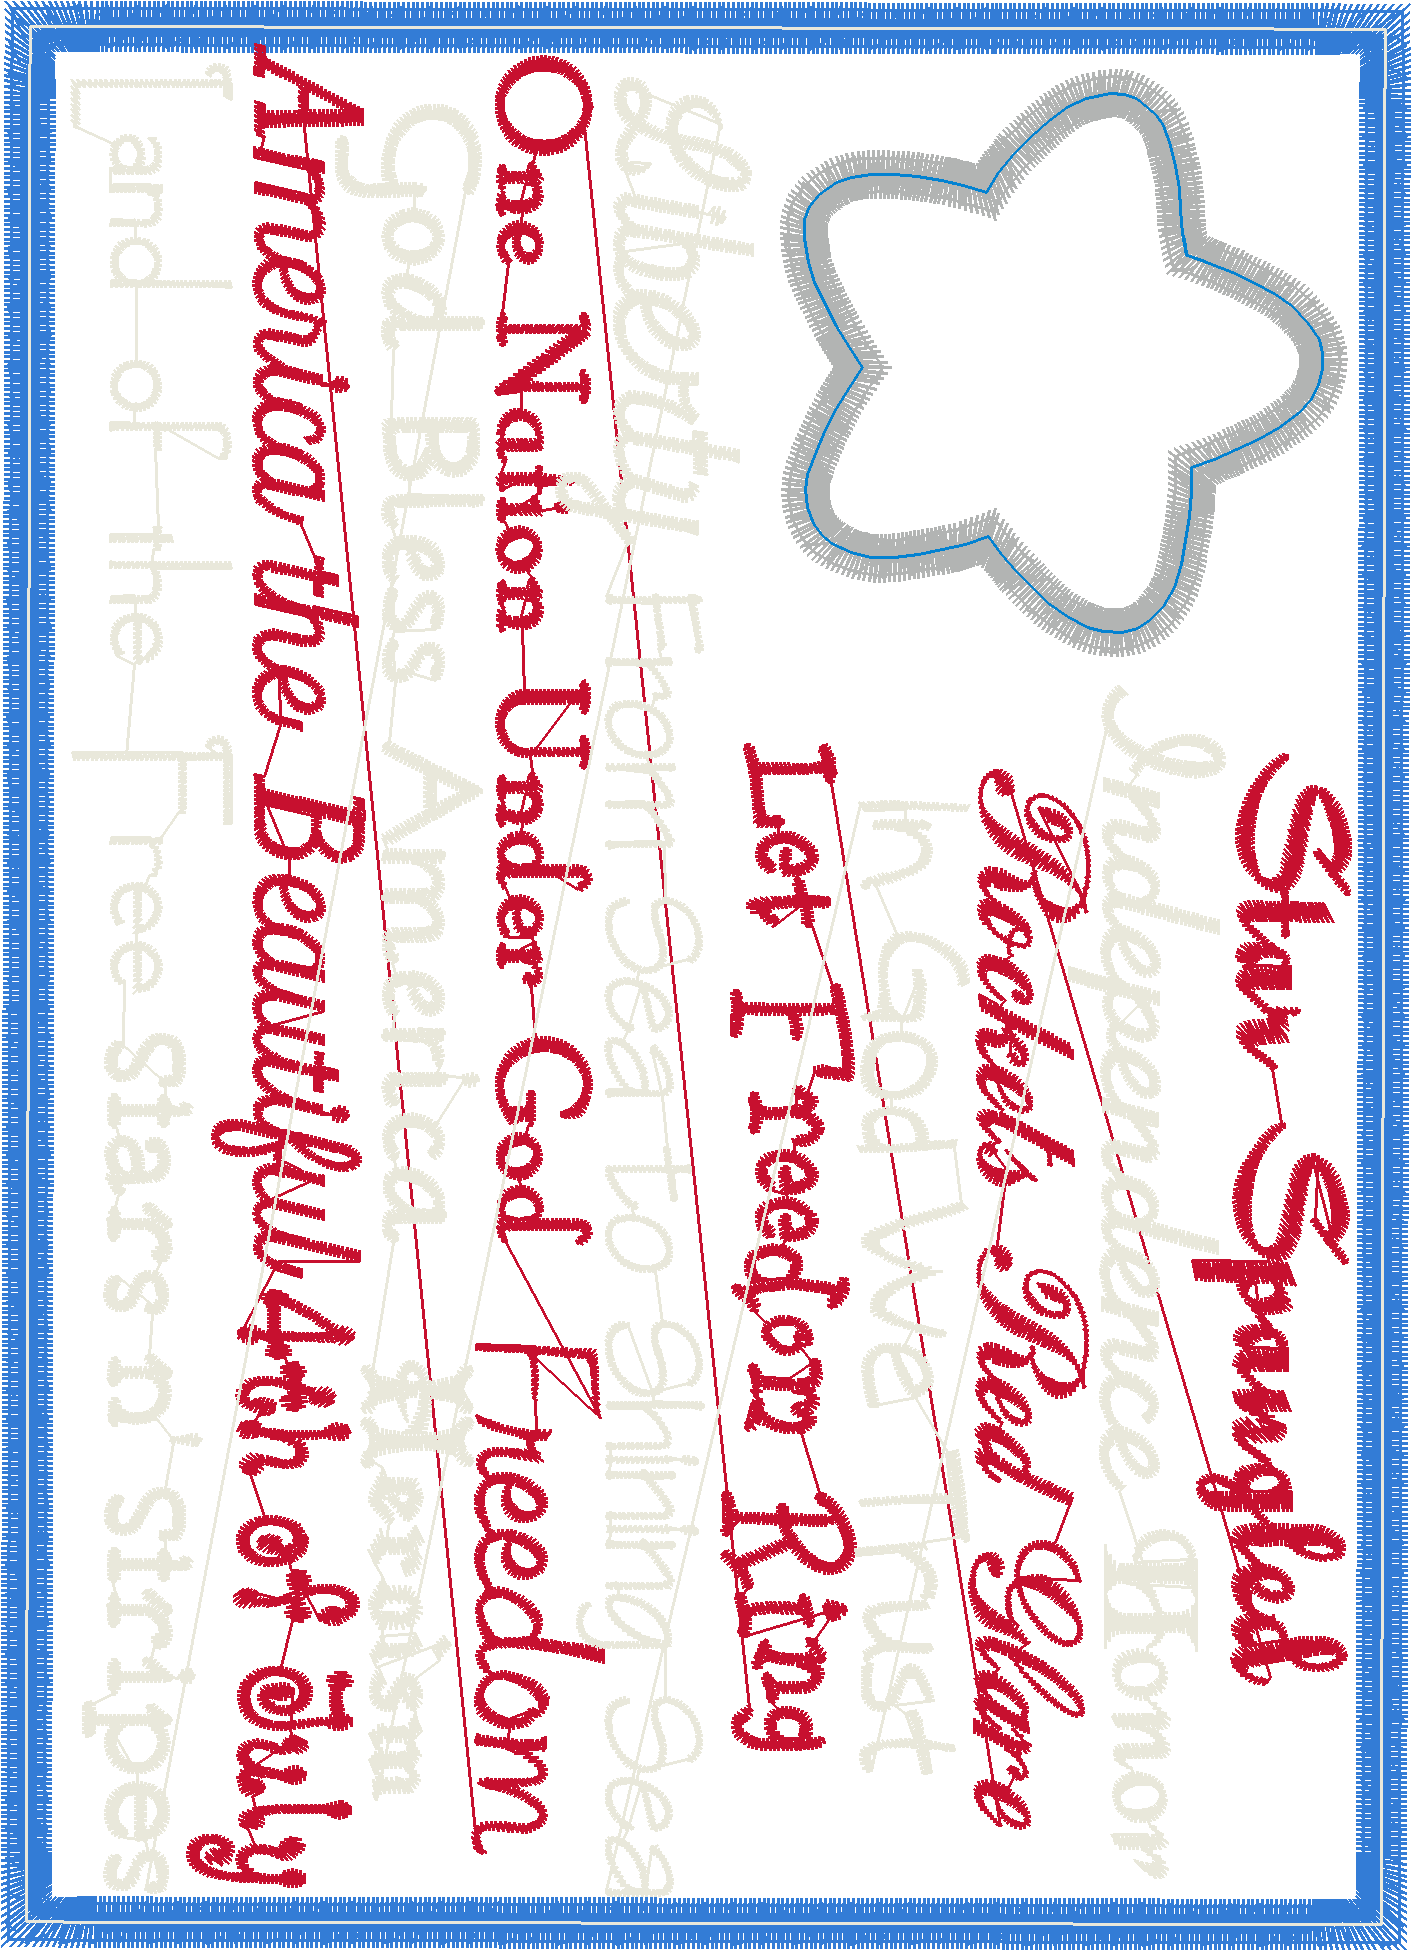 Star Spangled
Independence Honor
Rockets Red Glare
In God We Trust
Let Freedom Ring
Liberty From Sea to Shining Sea
One Nation Under God Freedom
God Bless America Heroism
America the Beautiful 4th of July
Land of the Free Stars n' Stripes